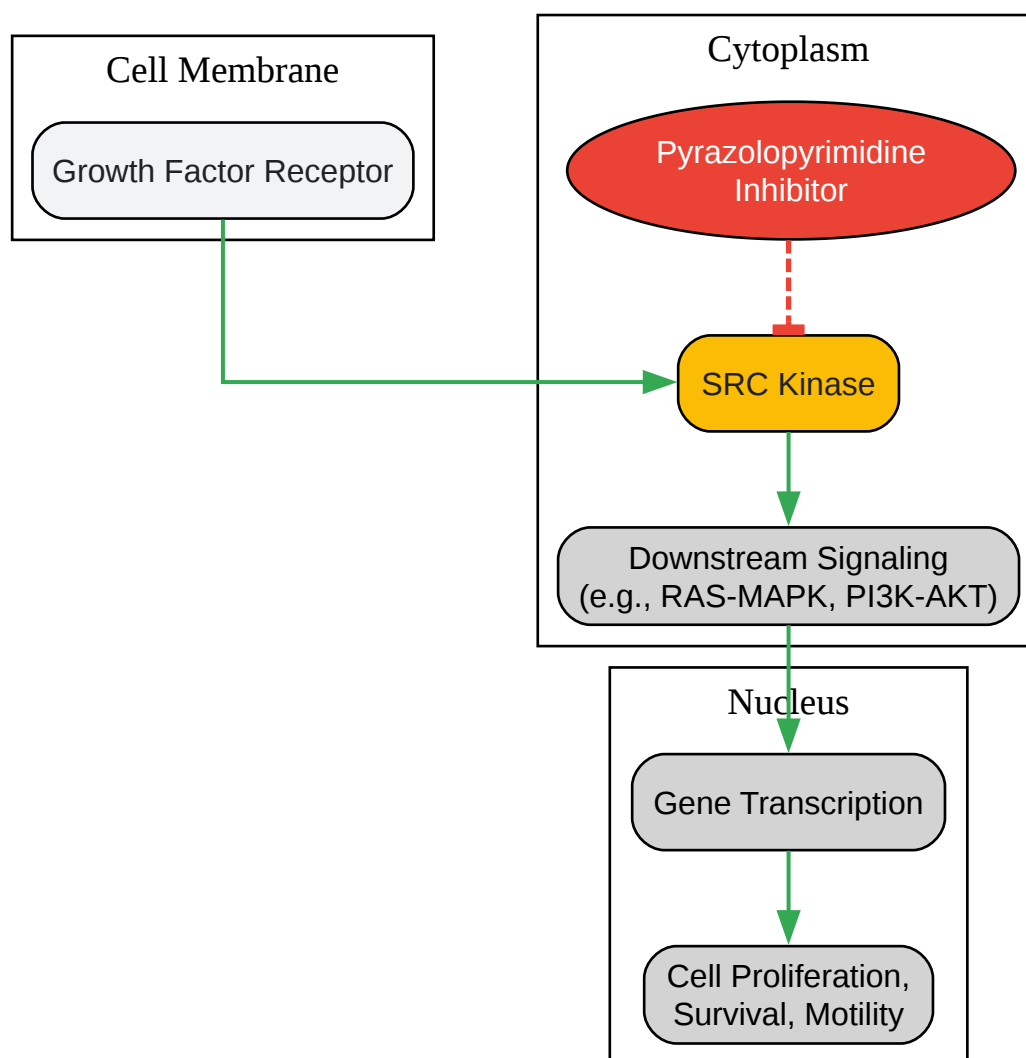 Cell Membrane
Growth Factor Receptor
Cytoplasm
Pyrazolopyrimidine
Inhibitor
SRC Kinase
Downstream Signaling
(e.g., RAS-MAPK, PI3K-AKT)
Nucleus
Gene Transcription
Cell Proliferation,
Survival, Motility